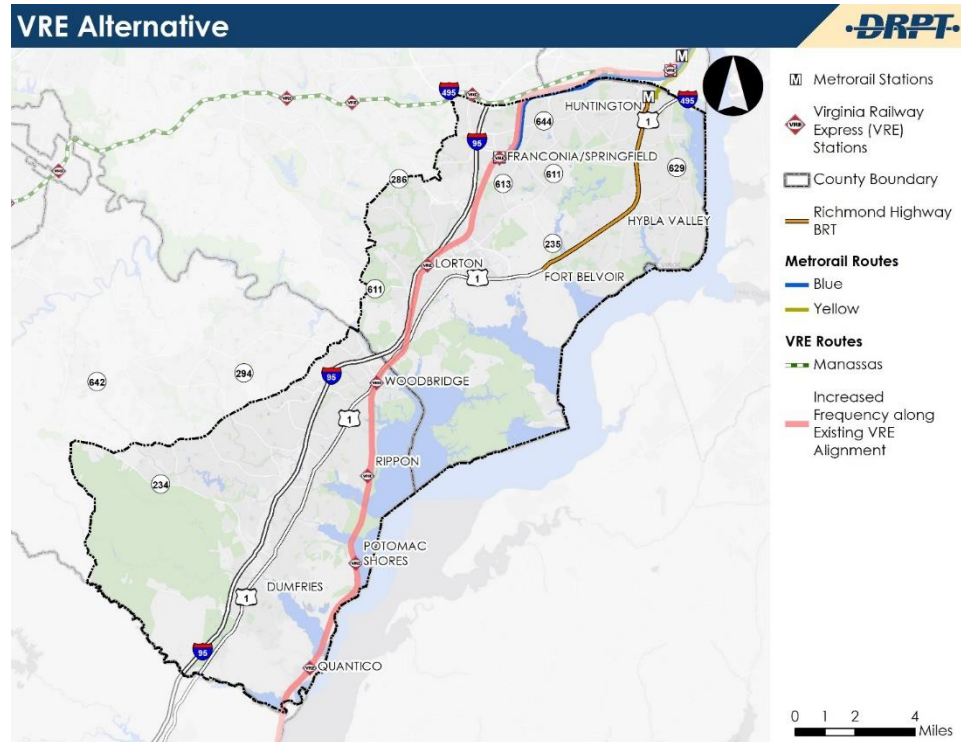 VRE Alternative
DRPT
495
HUNTINGTON
M
M
495
1
644
95
FRANCONIA/SPRINGFIELD
286
613
611
629
HYBLA VALLEY
235
LORTON
FORT BELVOIR
1
611
294
642
95
WOODBRIDGE
1
RIPPON
234
POTOMAC
SHORES
DUMFRIES
1
95
VRE
QUANTICO
M Metrorail Stations
VRE Virginia Railway
Express (VRE)
Stations
County Boundary
Richmond Highway
BRT
Metrorail Routes
Blue
Yellow
VRE Routes
Manassas
Increased
Frequency along
Existing VRE
Alignment
0 1 2 4
Miles